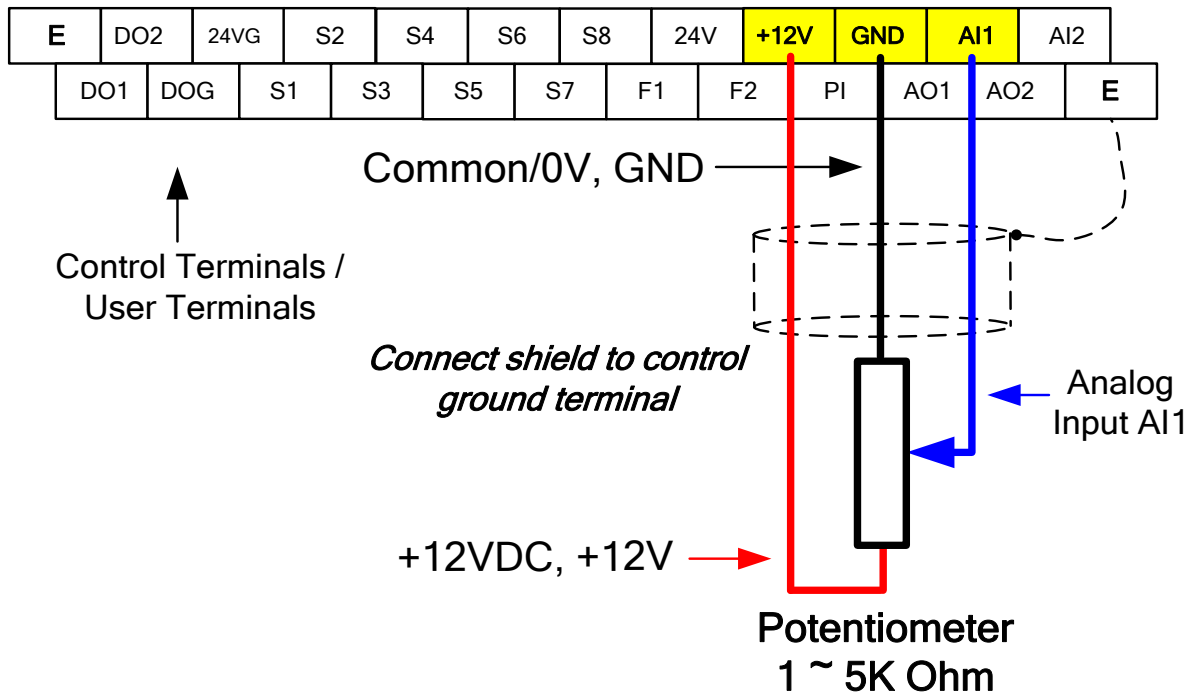 E DO2 24VG S2 S4 S6 S8 24V +12V GND AI1 AI2
DO1 DOG S1 S3 S5 S7 F1 F2 PI AO1 AO2 E
Common/0V, GND
Control Terminals /
User Terminals
Connect shield to control
ground terminal
Analog
Input AI1
+12VDC, +12V
Potentiometer
1 ~ 5K Ohm